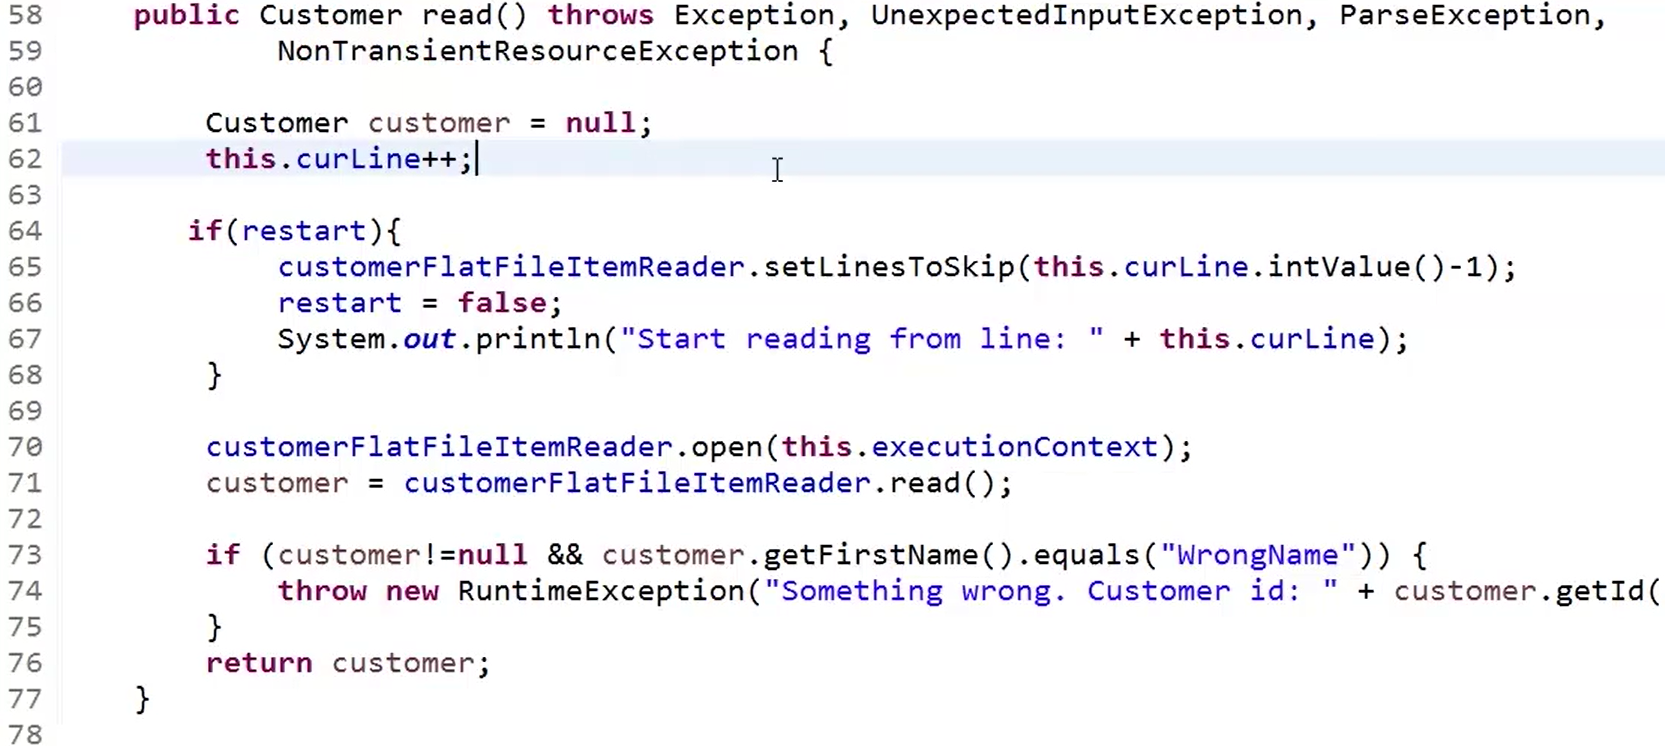 58 public Customer read() throws Exception, UnexpectedInputException, ParseException,
59 NonTransientResourceException {
60
61 Customer customer = null;
62 this.curLine++;
63
64 if(restart){
65 customerFlatFileItemReader.setLinesToSkip(this.curLine.intValue()-1);
66 restart = false;
67 System.out.println("Start reading from line: " + this.curLine);
68 }
69
70 customerFlatFileItemReader.open(this.executionContext);
71 customer = customerFlatFileItemReader.read();
72
73 if (customer!=null && customer.getFirstName().equals("WrongName")) {
74 throw new RuntimeException("Something wrong. Customer id: " + customer.getId(
75 }
76 return customer;
77 }
78